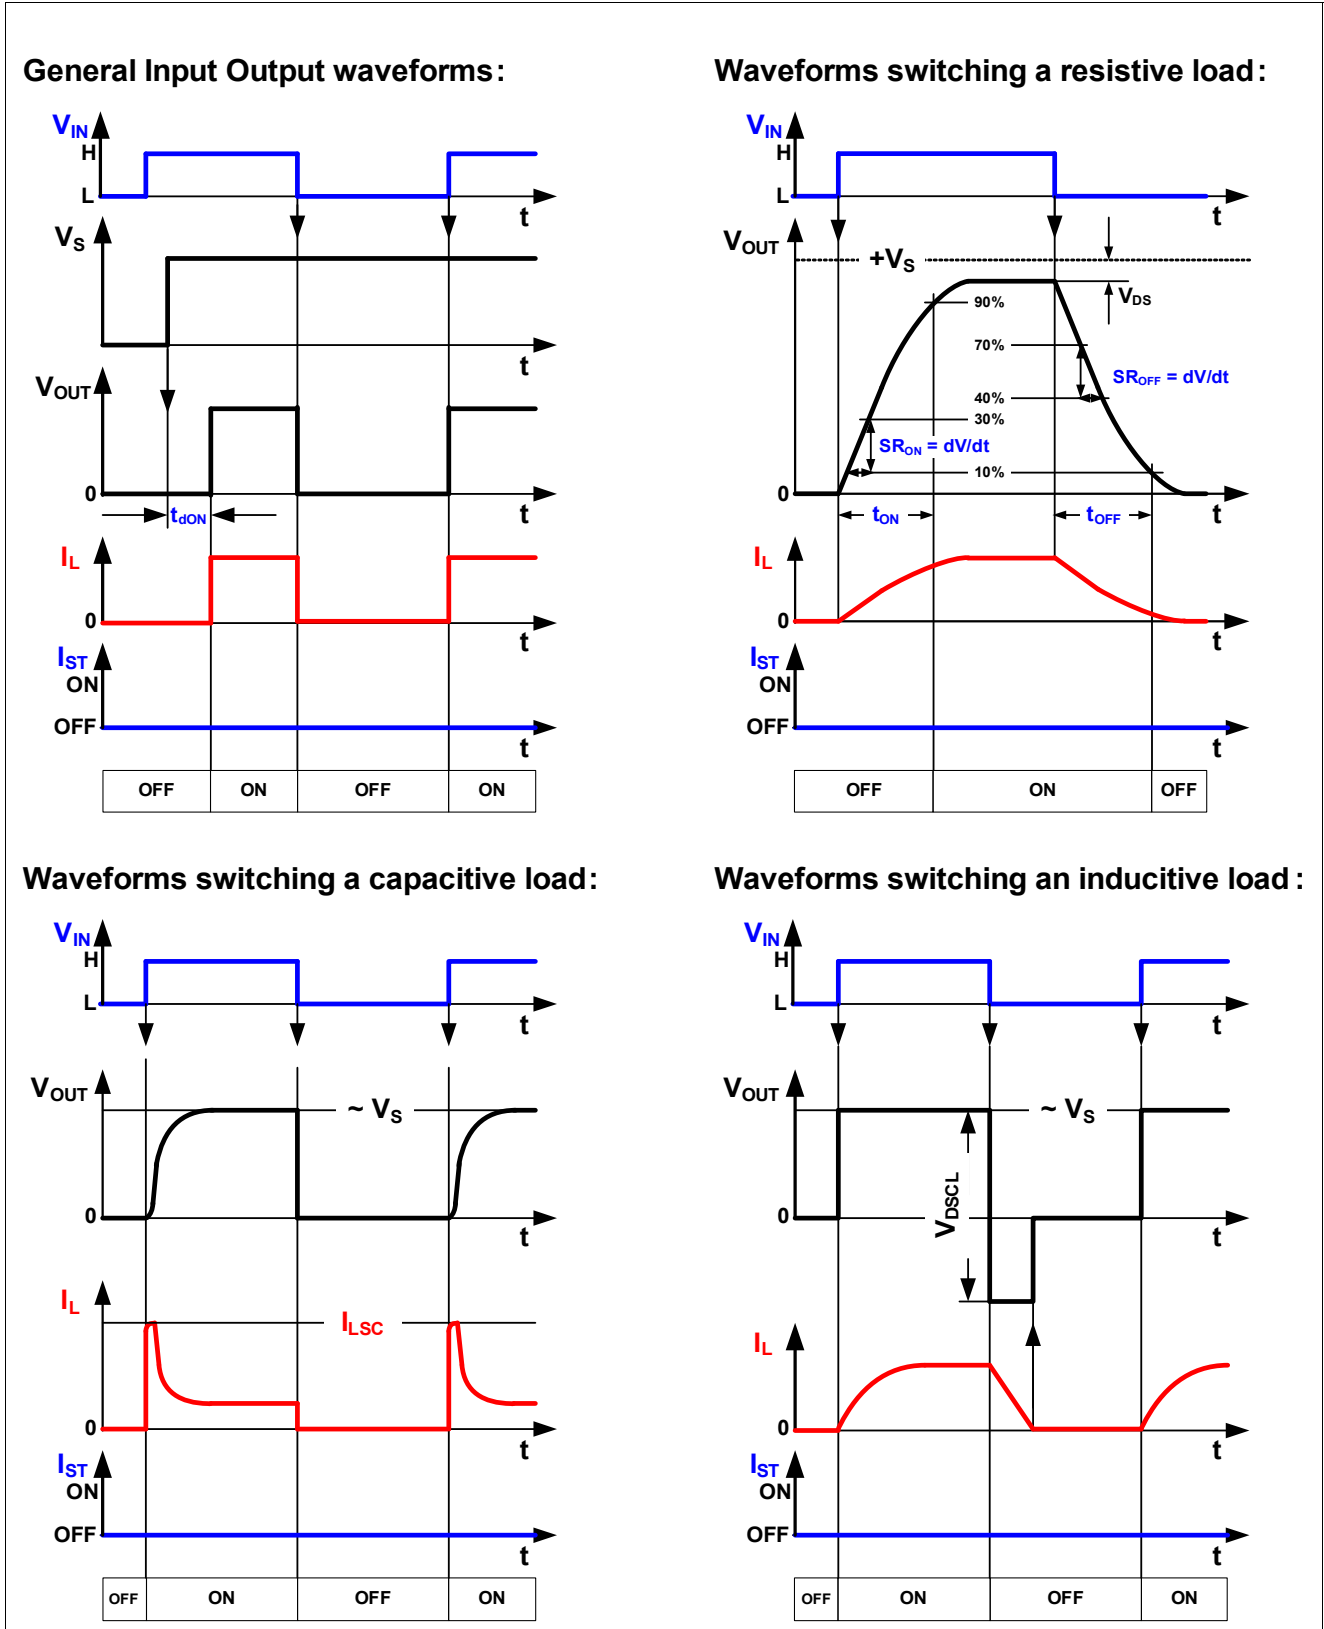 General Input Output waveforms:
VIN
H
L
t
VS
t
VOUT
0
t
tdON
IL
0
t
IST
ON
OFF
t
OFF ON OFF ON
Waveforms switching a resistive load:
VIN
H
L
t
VOUT
+VS
VDS
90%
70%
SROFF = dV/dt
40%
30%
SRON = dV/dt
10%
0
t
tON
tOFF
IL
0
t
IST
ON
OFF
t
OFF ON OFF
Waveforms switching a capacitive load:
VIN
H
L
t
VOUT
~ VS
0
t
IL
ILSC
0
t
IST
ON
OFF
t
OFF ON OFF ON
Waveforms switching an inducitive load:
VIN
H
L
t
VOUT
~ VS
VDSCL
0
t
IL
0
t
IST
ON
OFF
t
OFF ON OFF ON